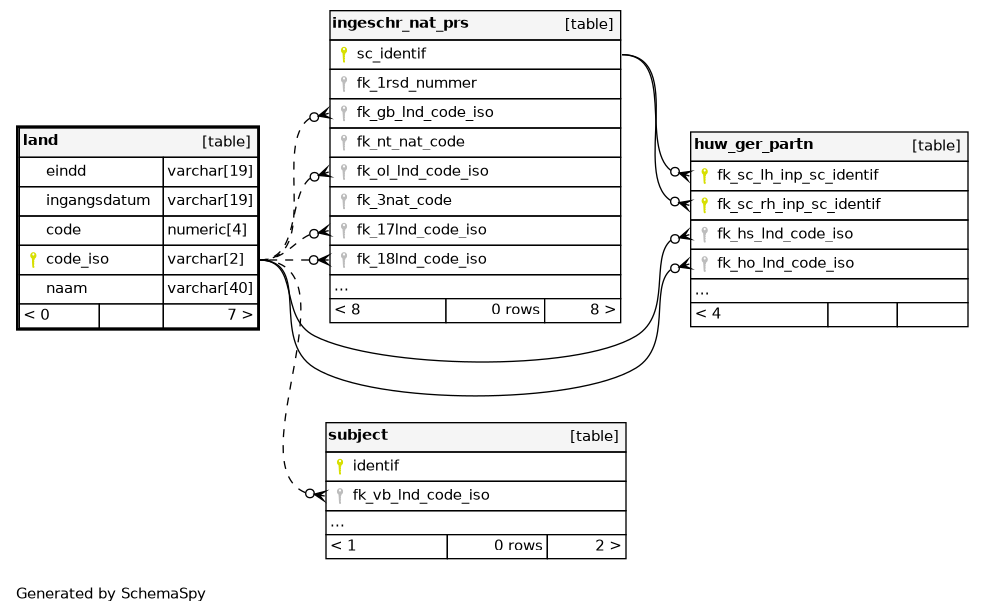 ingeschr_nat_prs [table]
sc_identif
fk_1rsd_nummer
fk_gb_lnd_code_iso
fk_nt_nat_code
fk_ol_lnd_code_iso
fk_3nat_code
fk_17lnd_code_iso
fk_18lnd_code_iso
...
< 8 0 rows 8 >
land [table]
eindd varchar[19]
ingangsdatum varchar[19]
code numeric[4]
code_iso varchar[2]
naam varchar[40]
< 0 7 >
huw_ger_partn [table]
fk_sc_lh_inp_sc_identif
fk_sc_rh_inp_sc_identif
fk_hs_lnd_code_iso
fk_ho_lnd_code_iso
...
< 4
subject [table]
identif
fk_vb_lnd_code_iso
...
< 1 0 rows 2 >
Generated by SchemaSpy